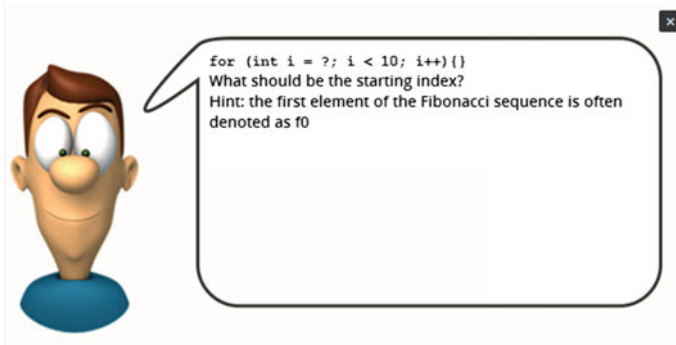 for (int i = ?; i < 10; i++){}
What should be the starting index?
Hint: the first element of the Fibonacci sequence is often
denoted as f0